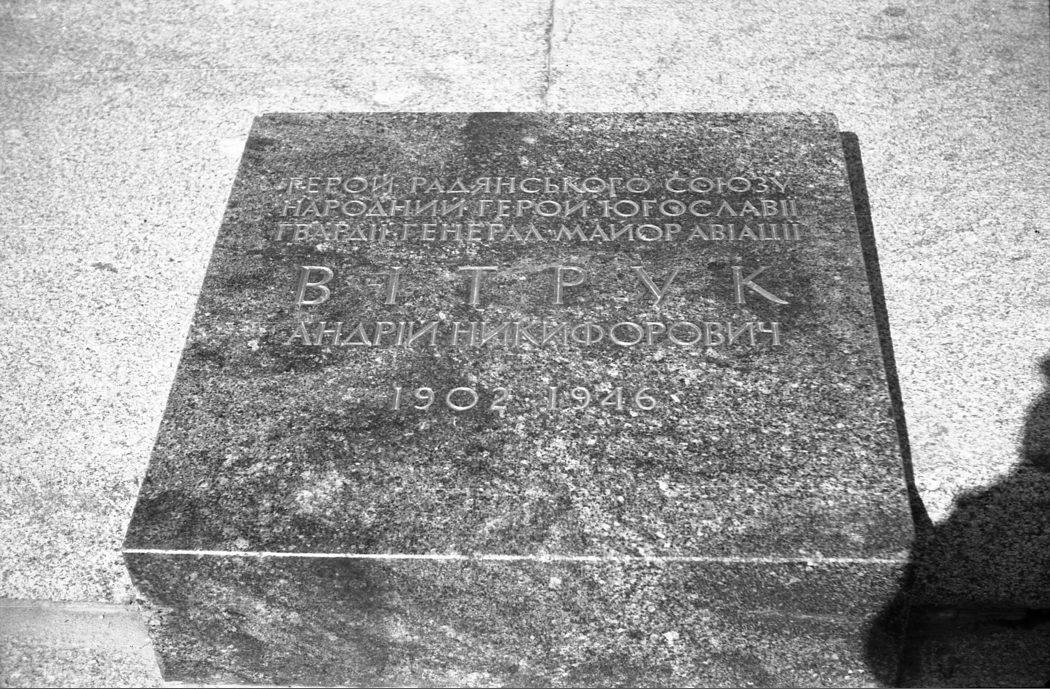 ГЕРОЙ РАДЯНСЬКОГО СОЮЗУ
НАРОДНИЙ ГЕРОЙ ЮГОСЛАВІЇ
ГВАРДІЇ ГЕНЕРАЛ-МАЙОР АВІАЦІЇ
ВІТРУК
АНДРІЙ НИКИФОРОВИЧ
1902 1946